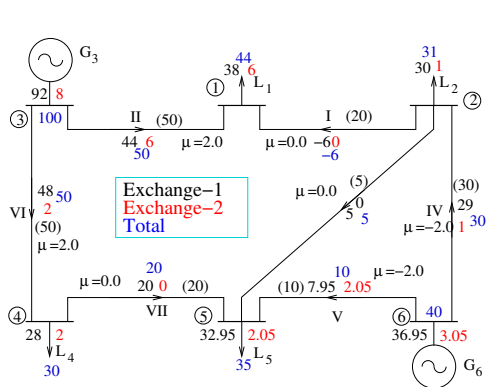 G3
44
38 6
L1
31
30 1
L2
92 8
3
100
1
2
II (50)
44 6
50
μ=2.0
I (20)
μ=0.0 -6 0
-6
Exchange-1
Exchange-2
Total
μ=0.0
(5)
0
5 5
(30)
29
IV 30
μ=-2.0 1
48 50
2
VI
(50)
μ=2.0
μ=0.0
20
20 0 (20)
VII
10
(10) 7.95 2.05
μ=-2.0
V
4
28 2
L4
30
5
32.95 2.05
L5
35
6
40
36.95 3.05
G6